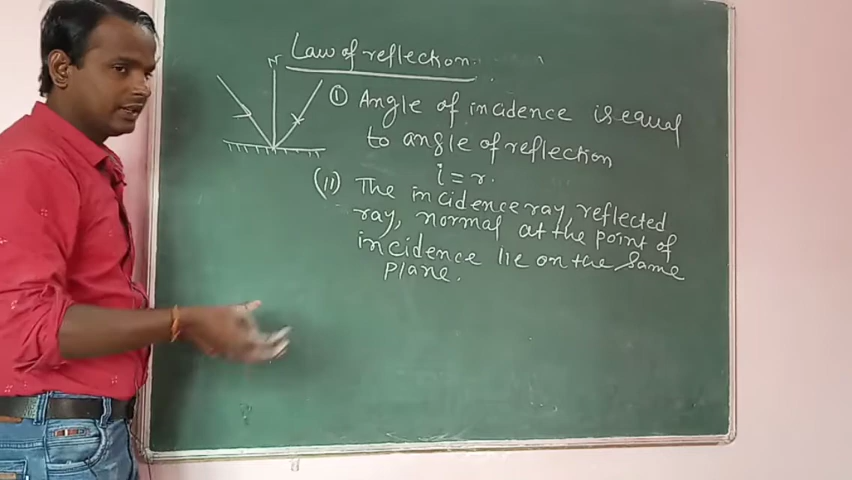 Law of reflection
N
(i) Angle of incidence is equal
to angle of reflection
i = r.
(ii) The incidence ray, reflected
ray, normal at the point of
incidence lie on the same
plane.